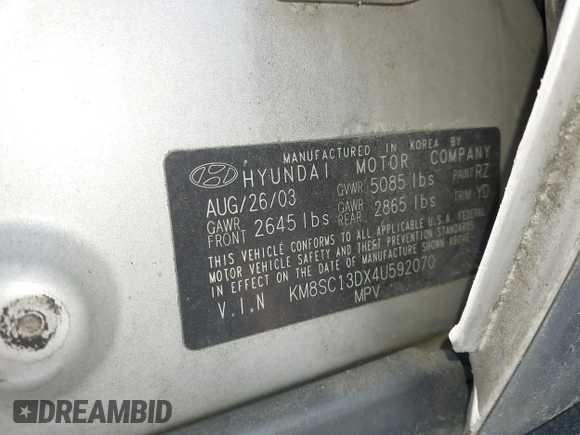 MANUFACTURED IN KOREA BY
HYUNDAI MOTOR COMPANY
AUG/26/03 GVWR 5085 lbs PAINT RZ
GAWR FRONT 2645 lbs GAWR REAR 2865 lbs TRIM YD
THIS VEHICLE CONFORMS TO ALL APPLICABLE U.S.A. FEDERAL
MOTOR VEHICLE SAFETY AND THEFT PREVENTION STANDARDS
IN EFFECT ON THE DATE OF MANUFACTURE SHOWN ABOVE.
V.I.N KM8SC13DX4U592070
MPV
DREAMBID